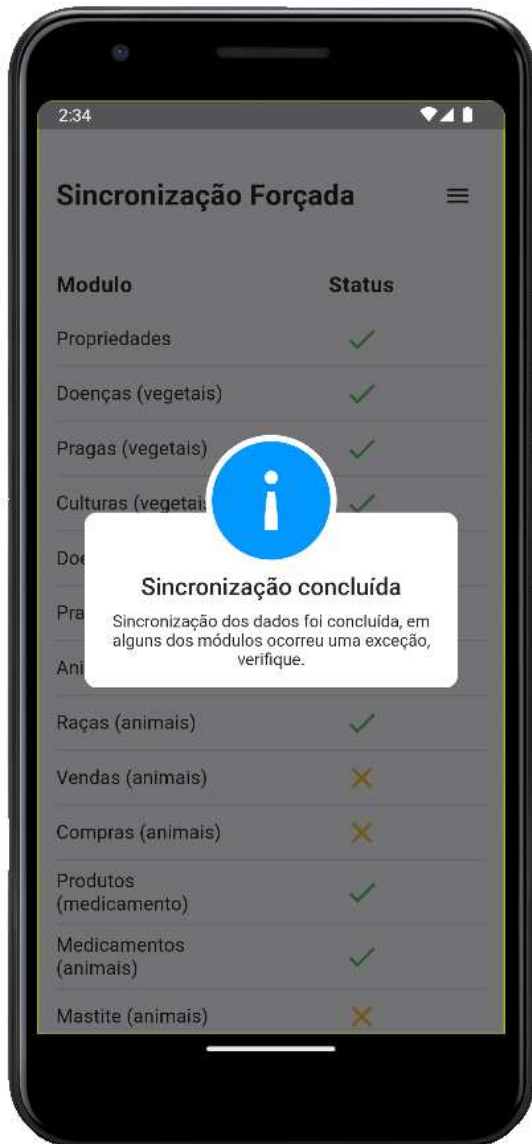 2:34
Sincronização Forçada
Modulo Status
Propriedades
Doenças (vegetais)
Pragas (vegetais)
Culturas (vegetais
Sincronização concluída
Sincronização dos dados foi concluída, em
alguns dos módulos ocorreu uma exceção,
verifique.
Raças (animais)
Vendas (animais)
Compras (animais)
Produtos
(medicamento)
Medicamentos
(animais)
Mastite (animais)